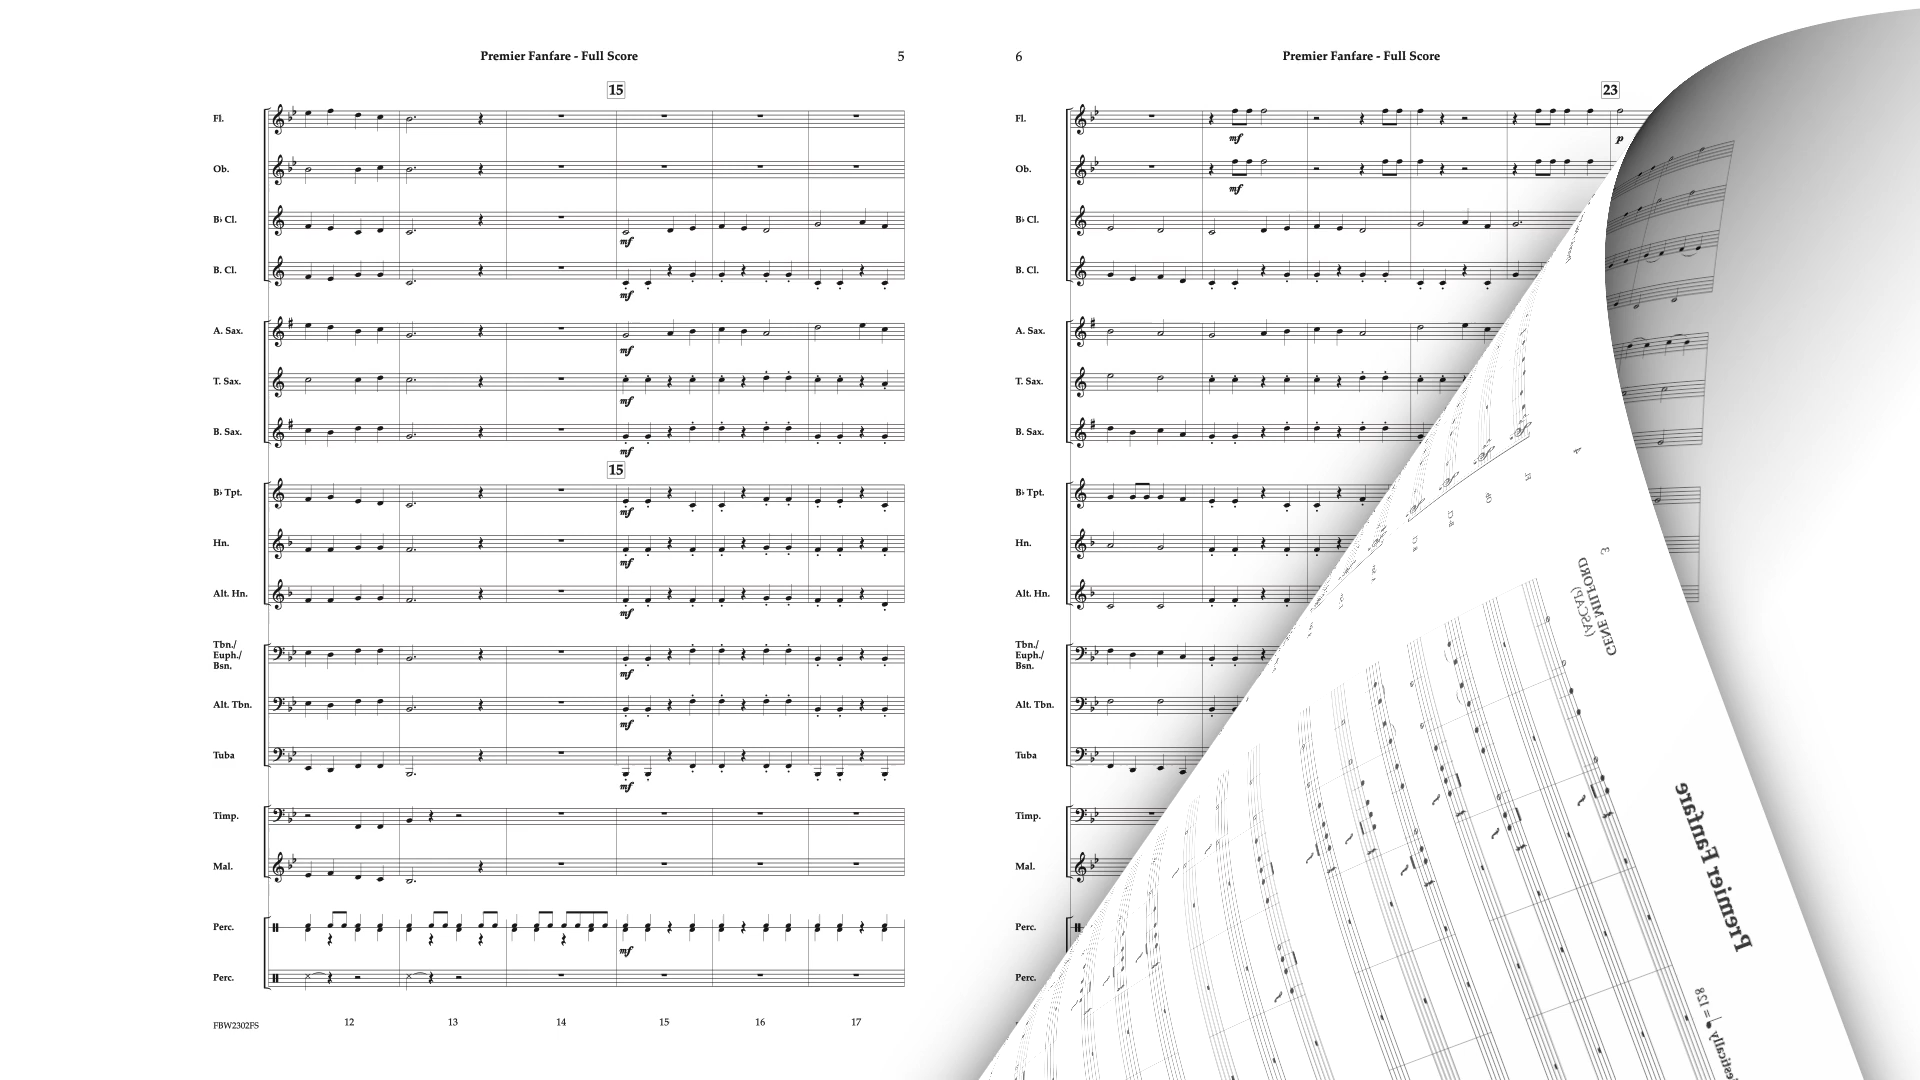 Premier Fanfare - Full Score
5
15
Fl.
Ob.
B♭ Cl.
mf
B. Cl.
mf
A. Sax.
mf
T. Sax.
mf
B. Sax.
mf
15
B♭ Tpt.
mf
Hn.
mf
Alt. Hn.
mf
Tbn./
Euph./
Bsn.
mf
Alt. Tbn.
mf
Tuba
mf
Timp.
Mal.
Perc.
mf
Perc.
FBW2302FS
12 13 14 15 16 17
6
Premier Fanfare - Full Score
23
Fl.
mf p
Ob.
mf
B♭ Cl.
B. Cl.
A. Sax.
T. Sax.
B. Sax.
B♭ Tpt.
Hn.
Alt. Hn.
Tbn./
Euph./
Bsn.
Alt. Tbn.
Tuba
Timp.
Mal.
Perc.
Perc.
3
GENE MILFORD
(ASCAP)
Premier Fanfare
= 128